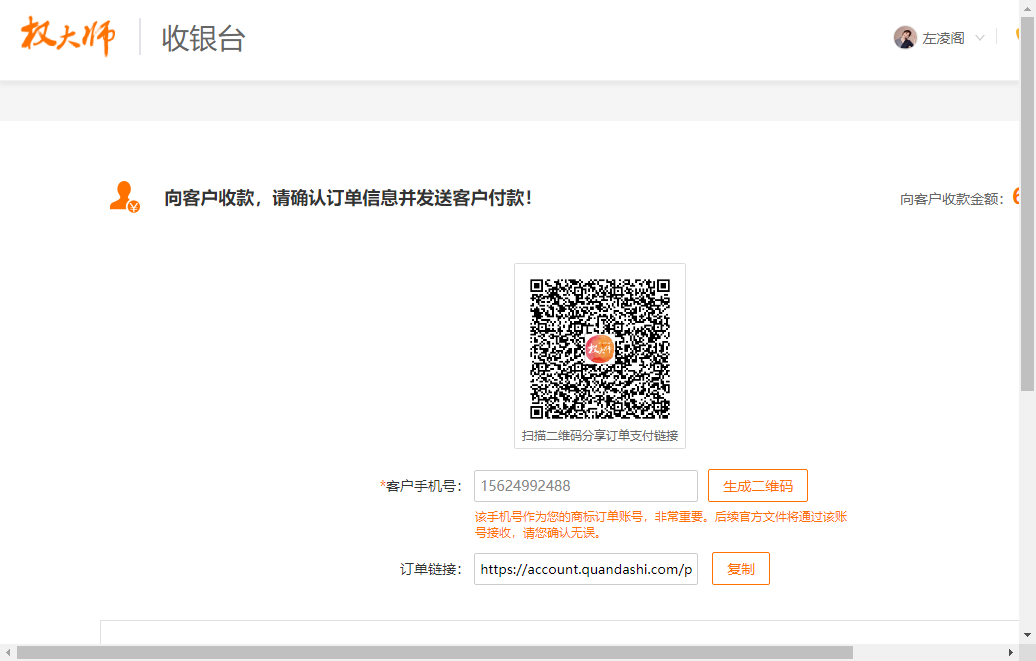 权大师 收银台
左凌阁
向客户收款，请确认订单信息并发送客户付款！
向客户收款金额：
权大师
扫描二维码分享订单支付链接
*客户手机号： 15624992488 生成二维码
该手机号作为您的商标订单账号，非常重要。后续官方文件将通过该账
号接收，请您确认无误。
订单链接： https://account.quandashi.com/p 复制